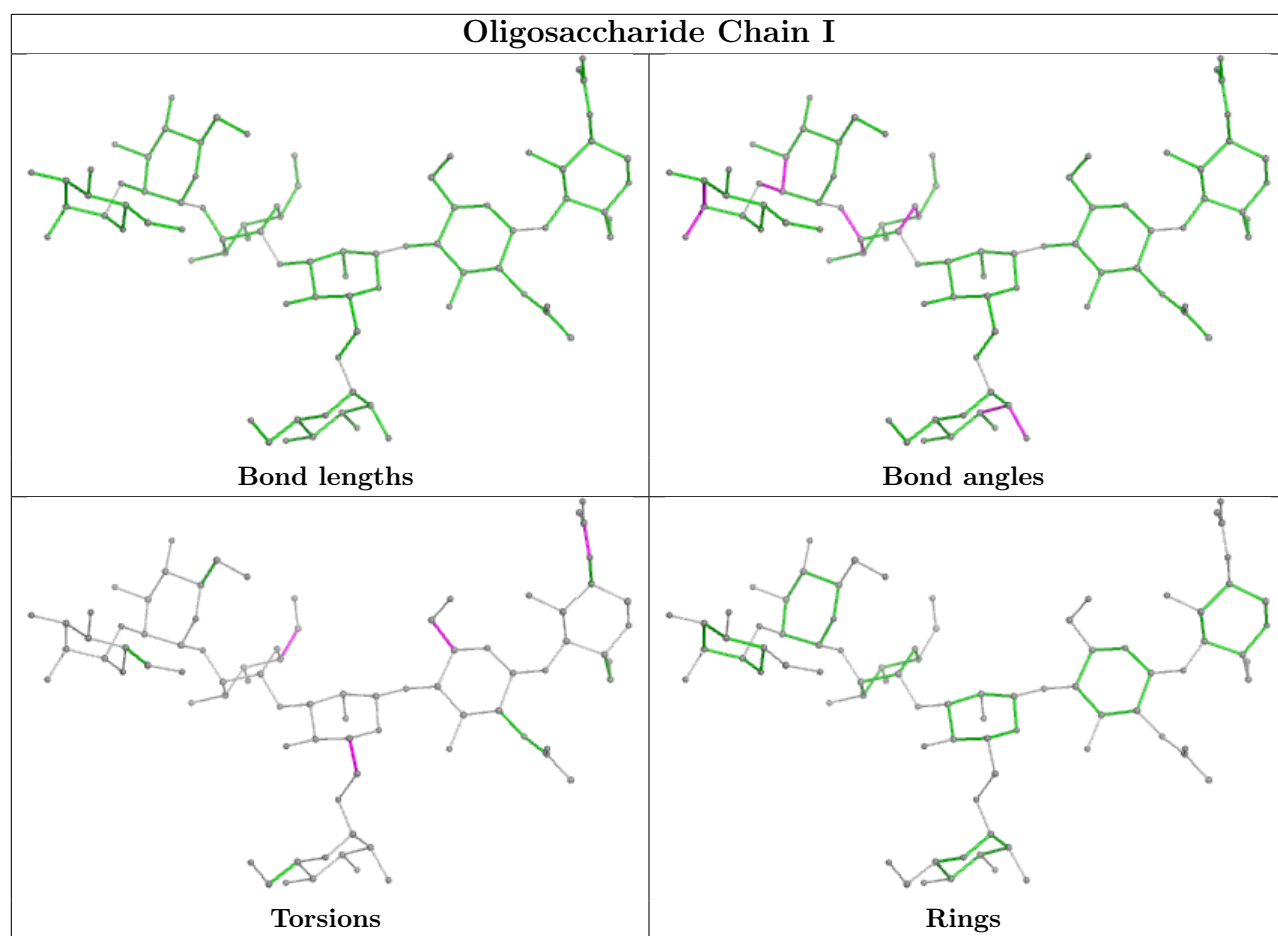 Oligosaccharide Chain I
Bond lengths
Bond angles
Torsions
Rings